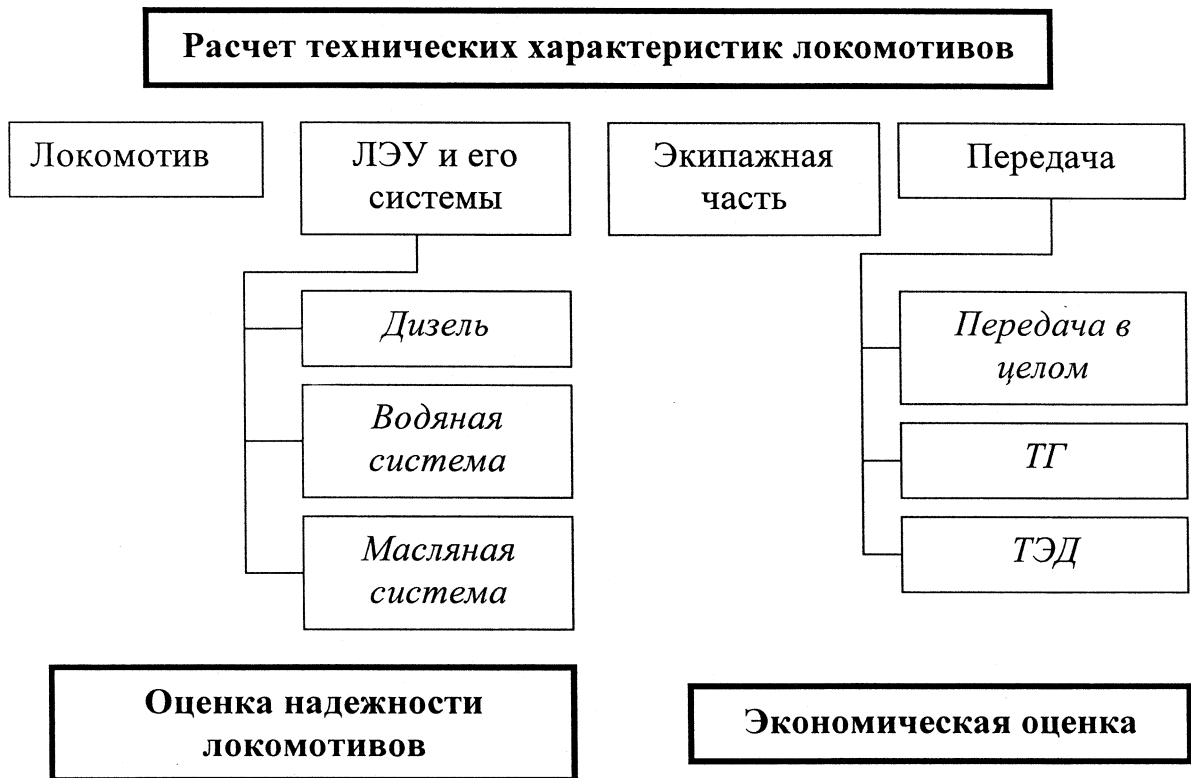 Расчет технических характеристик локомотивов
Локомотив
ЛЭУ и его
системы
Экипажная
часть
Передача
Дизель
Водяная
система
Масляная
система
Передача в
целом
ТГ
ТЭД
Оценка надежности
локомотивов
Экономическая оценка